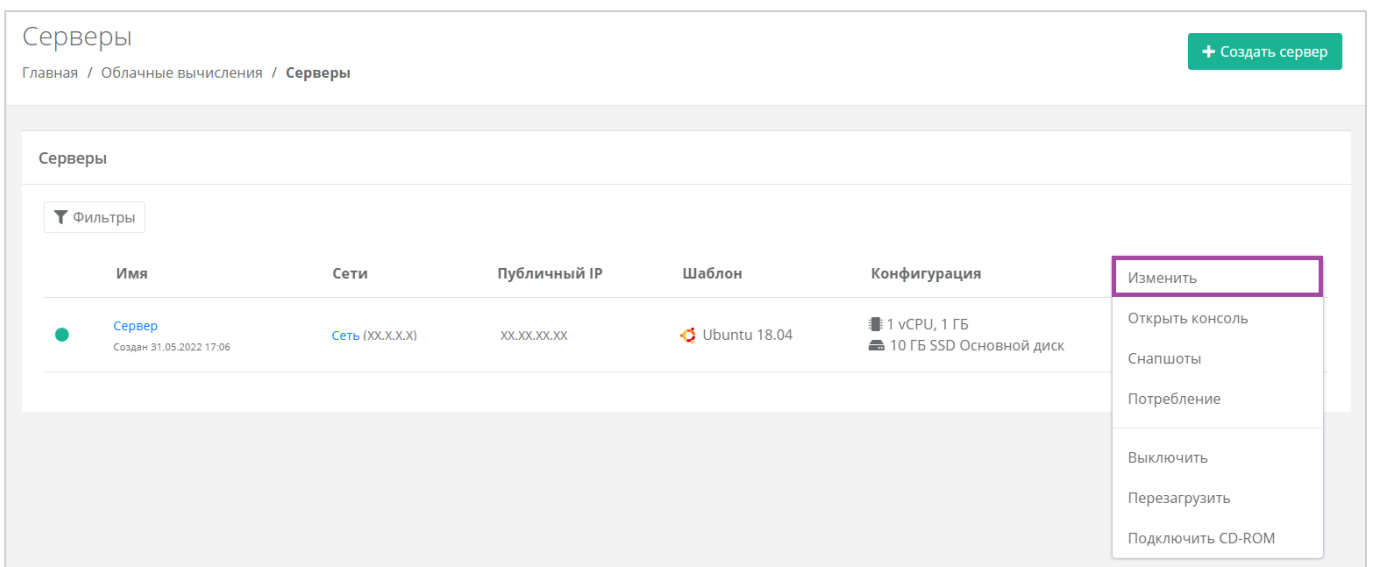 Серверы
+ Создать сервер
Главная / Облачные вычисления / Серверы
Серверы
Фильтры
Имя Сети Публичный IP Шаблон Конфигурация
Сервер Сеть (XX.X.X.X) XX.XX.XX.XX Ubuntu 18.04 1 vCPU, 1 ГБ
Создан 31.05.2022 17:06 10 ГБ SSD Основной диск
Изменить
Открыть консоль
Снапшоты
Потребление
Выключить
Перезагрузить
Подключить CD-ROM